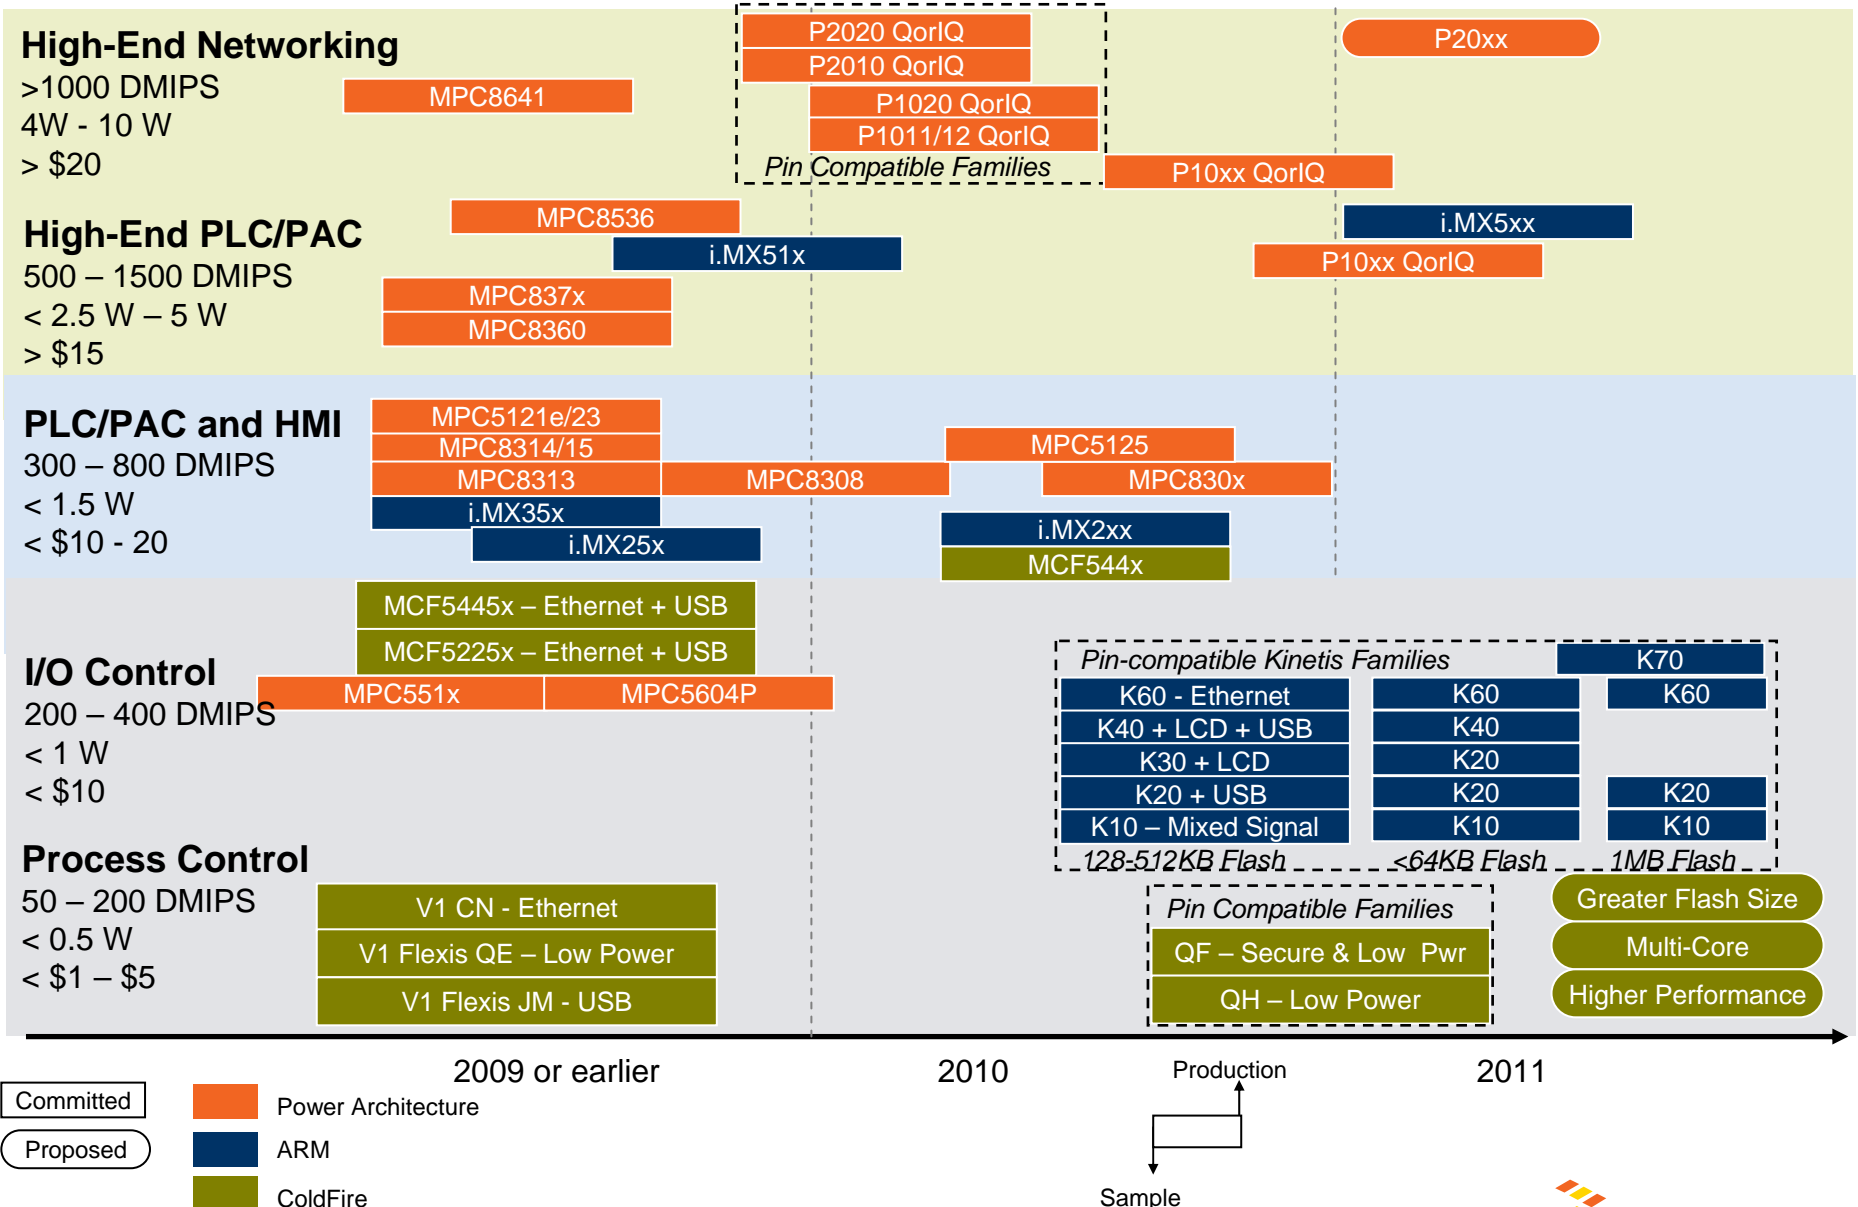 High-End Networking
>1000 DMIPS
4W - 10 W
> $20
MPC8641
P2020 QorIQ
P2010 QorIQ
P1020 QorIQ
P1011/12 QorIQ
Pin Compatible Families
P10xx QorIQ
P20xx
High-End PLC/PAC
500 – 1500 DMIPS
< 2.5 W – 5 W
> $15
MPC8536
i.MX51x
MPC837x
MPC8360
i.MX5xx
P10xx QorIQ
PLC/PAC and HMI
300 – 800 DMIPS
< 1.5 W
< $10 - 20
MPC5121e/23
MPC8314/15
MPC8313
MPC8308
i.MX35x
i.MX25x
MPC5125
MPC830x
i.MX2xx
MCF544x
I/O Control
200 – 400 DMIPS
< 1 W
< $10
MCF5445x – Ethernet + USB
MCF5225x – Ethernet + USB
MPC551x
MPC5604P
Pin-compatible Kinetis Families
K70
K60 - Ethernet
K60
K60
K40 + LCD + USB
K40
K30 + LCD
K20
K20 + USB
K20
K20
K10 – Mixed Signal
K10
K10
128-512KB Flash
<64KB Flash
1MB Flash
Process Control
50 – 200 DMIPS
< 0.5 W
< $1 – $5
V1 CN - Ethernet
V1 Flexis QE – Low Power
V1 Flexis JM - USB
Pin Compatible Families
QF – Secure & Low Pwr
QH – Low Power
Greater Flash Size
Multi-Core
Higher Performance
2009 or earlier
2010
2011
Committed
Proposed
Power Architecture
ARM
ColdFire
Production
Sample